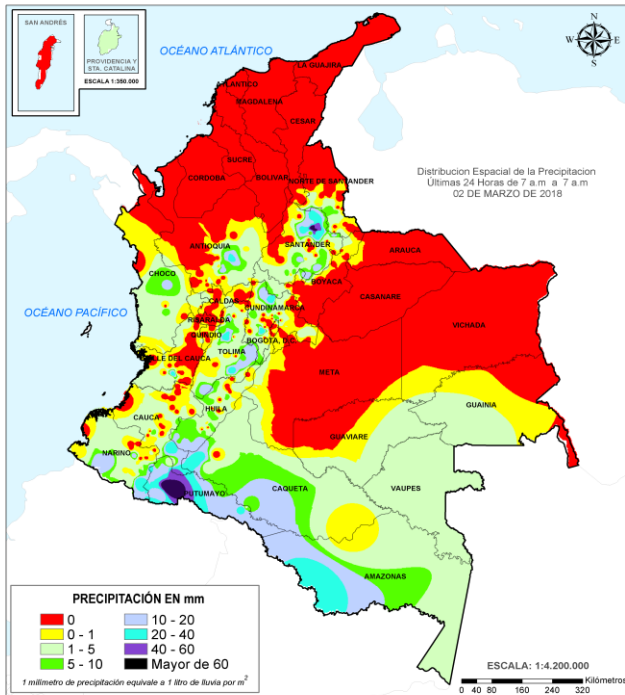 SAN ANDRÉS
PROVIDENCIA Y
STA. CATALINA
ESCALA 1:350.000
OCÉANO ATLÁNTICO
N
W
E
S
LA GUAJIRA
ATLANTICO
MAGDALENA
CESAR
SUCRE
CORDOBA
BOLIVAR
NORTE DE SANTANDER
Distribucion Espacial de la Precipitacion
Últimas 24 Horas de 7 a.m a 7 a.m
02 DE MARZO DE 2018
ANTIOQUIA
SANTANDER
ARAUCA
CHOCO
BOYACA
CASANARE
OCÉANO PACÍFICO
CALDAS
CUNDINAMARCA
RISARALDA
VICHADA
QUINDIO
BOGOTA, D.C.
TOLIMA
VALLE DEL CAUCA
META
GUAINIA
HUILA
CAUCA
GUAVIARE
NARIÑO
PUTUMAYO
CAQUETA
VAUPES
AMAZONAS
PRECIPITACIÓN EN mm
0
10 - 20
0 - 1
20 - 40
1 - 5
40 - 60
5 - 10
Mayor de 60
1 milimetro de precipitación equivale a 1 litro de lluvia por m²
ESCALA: 1:4.200.000
Kilómetros
40 80 160 240 320